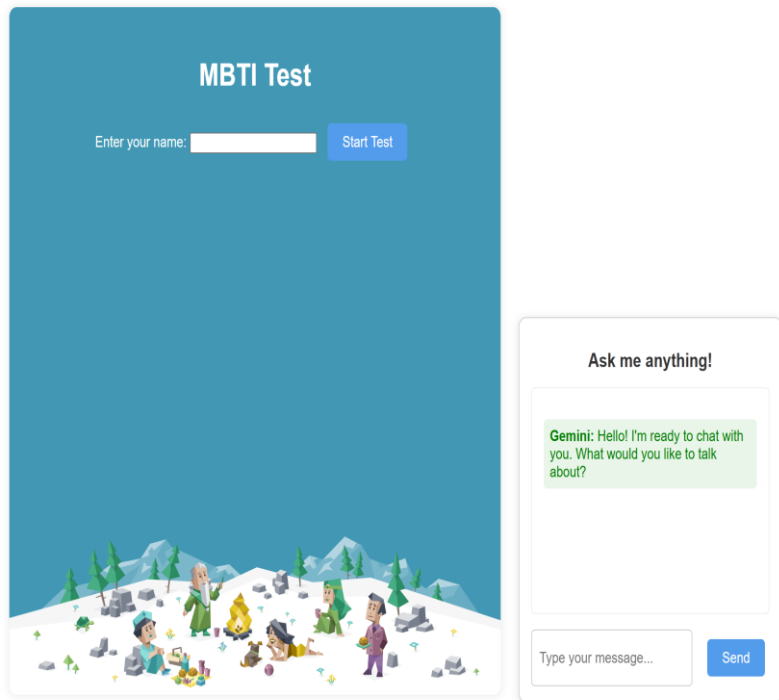 MBTI Test
Enter your name: Start Test
Ask me anything!
Gemini: Hello! I'm ready to chat with
you. What would you like to talk
about?
Type your message... Send